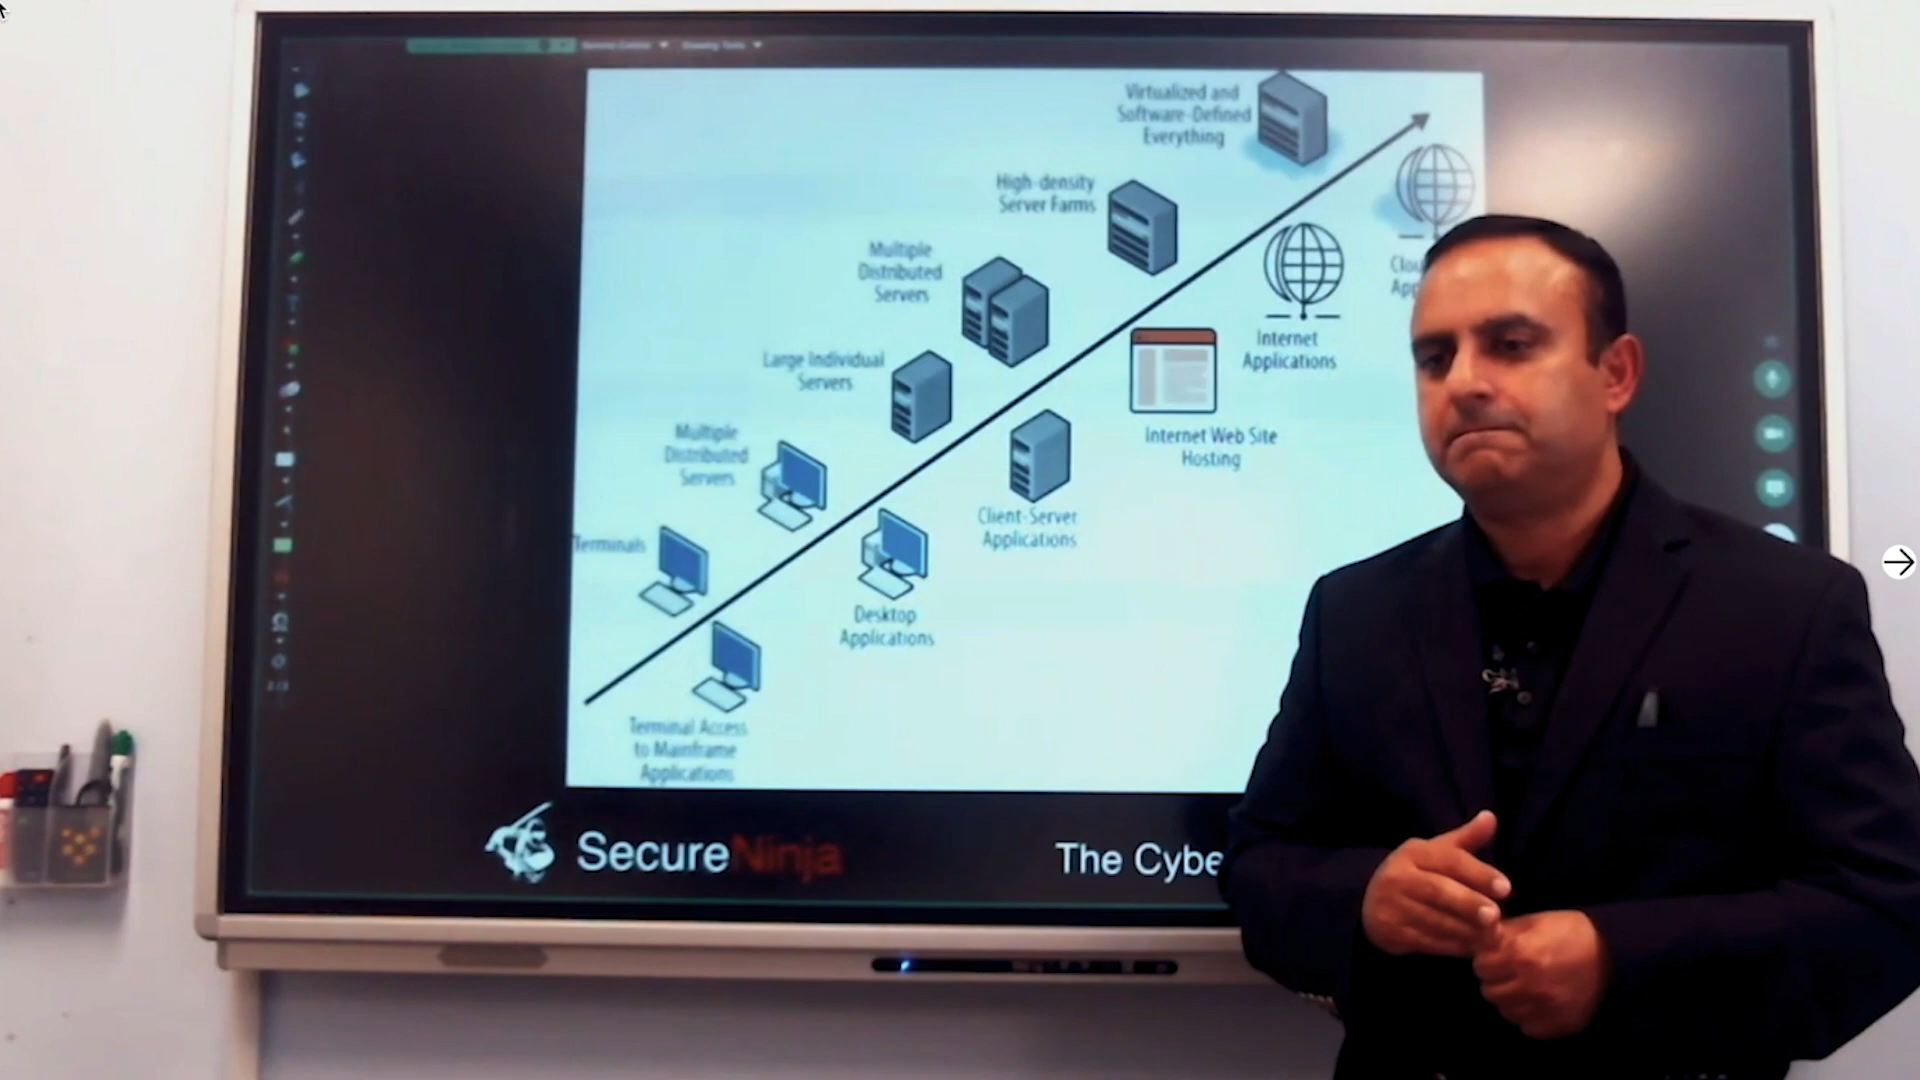 Virtualized and
Software-Defined
Everything
High-density
Server Farms
Multiple
Distributed
Servers
Large Individual
Servers
Multiple
Distributed
Servers
Terminals
Clou
App
Internet
Applications
Internet Web Site
Hosting
Client-Server
Applications
Desktop
Applications
Terminal Access
to Mainframe
Applications
SecureNinja
The Cybe